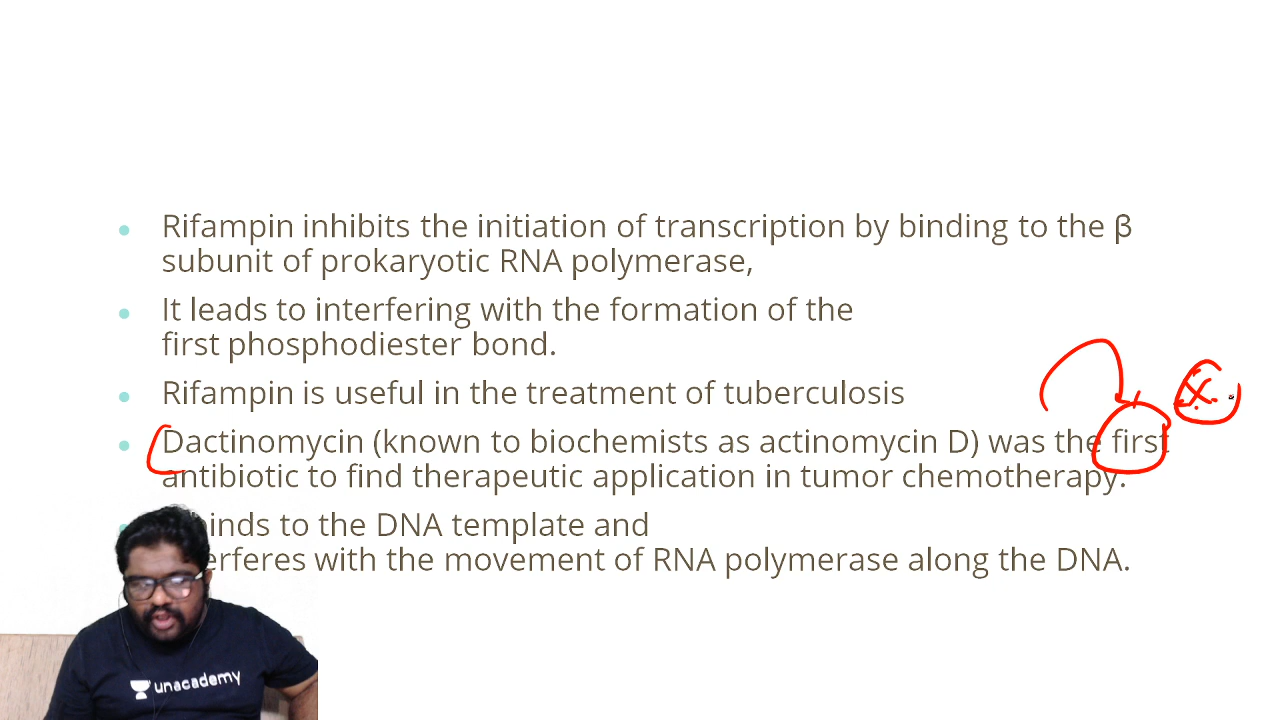 Rifampin inhibits the initiation of transcription by binding to the β
subunit of prokaryotic RNA polymerase,
It leads to interfering with the formation of the
first phosphodiester bond.
Rifampin is useful in the treatment of tuberculosis
Dactinomycin (known to biochemists as actinomycin D) was the first
antibiotic to find therapeutic application in tumor chemotherapy.
binds to the DNA template and
with the movement of RNA polymerase along the DNA.
unacademy